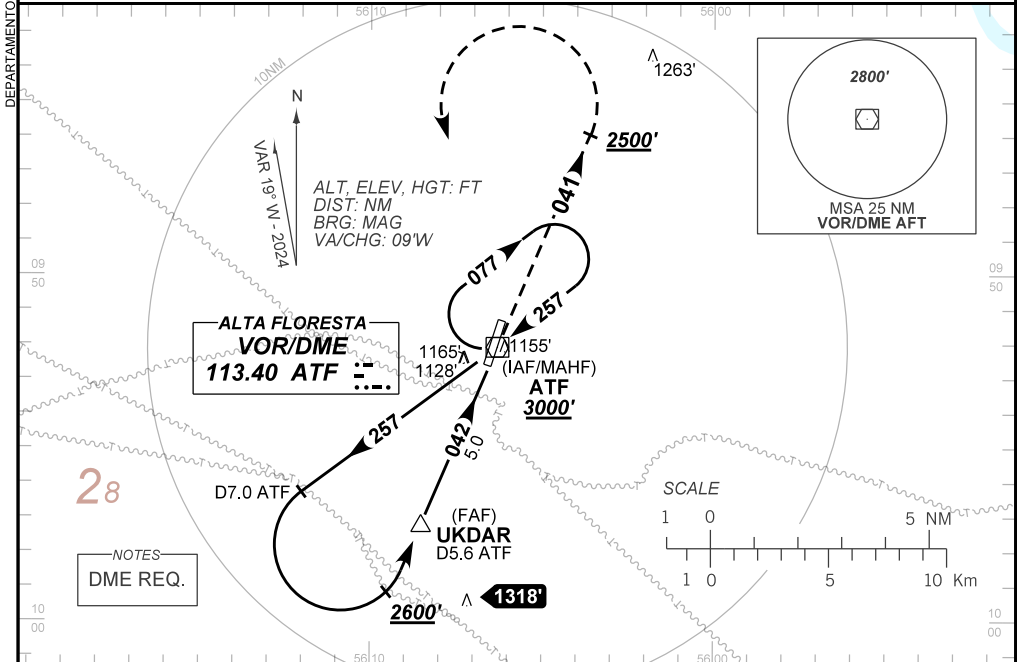 DEPARTAMENTO
56°10
56°00
10NM
1263'
2800'
MSA 25 NM
VOR/DME AFT
N
VAR 19° W - 2024
ALT, ELEV, HGT: FT
DIST: NM
BRG: MAG
VA/CHG: 09'W
2500'
041
077
257
09
50
09
50
ALTA FLORESTA
VOR/DME
113.40 ATF
1165'
1128'
1155'
(IAF/MAHF)
ATF
3000'
257
042
5.0
28
D7.0 ATF
(FAF)
UKDAR
D5.6 ATF
SCALE
1 0 5 NM
1 0 5 10 Km
NOTES
DME REQ.
2600'
1318'
10
00
10
00
56°10
56°00